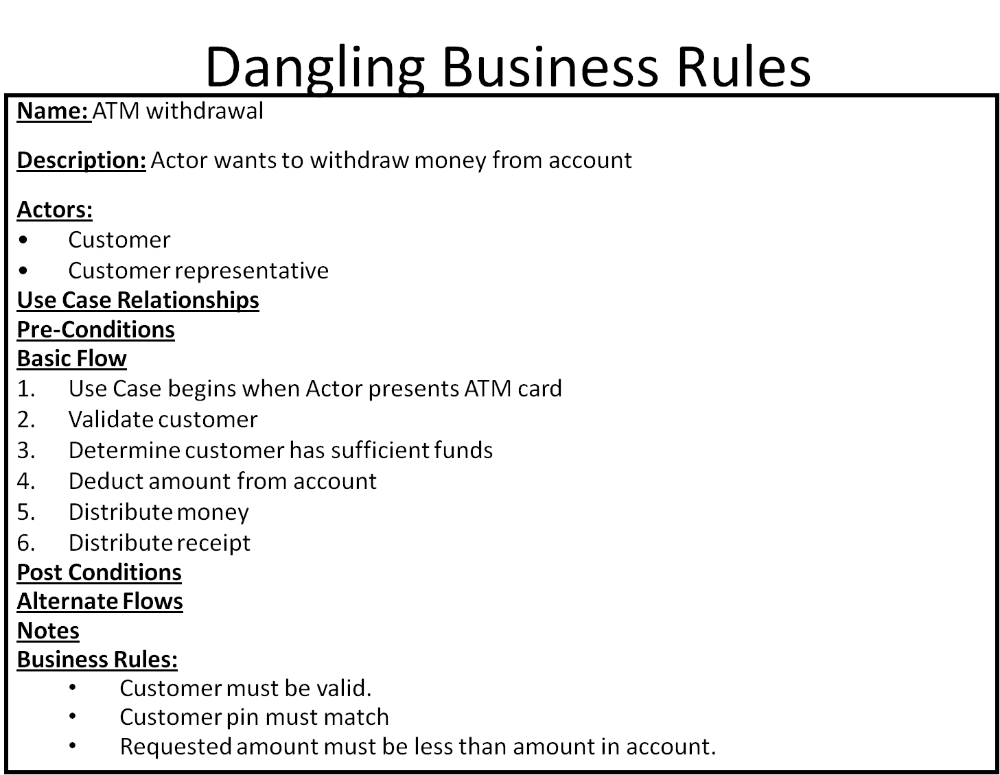 Dangling Business Rules
Name: ATM withdrawal
Description: Actor wants to withdraw money from account
Actors:
• Customer
• Customer representative
Use Case Relationships
Pre-Conditions
Basic Flow
1. Use Case begins when Actor presents ATM card
2. Validate customer
3. Determine customer has sufficient funds
4. Deduct amount from account
5. Distribute money
6. Distribute receipt
Post Conditions
Alternate Flows
Notes
Business Rules:
• Customer must be valid.
• Customer pin must match
• Requested amount must be less than amount in account.